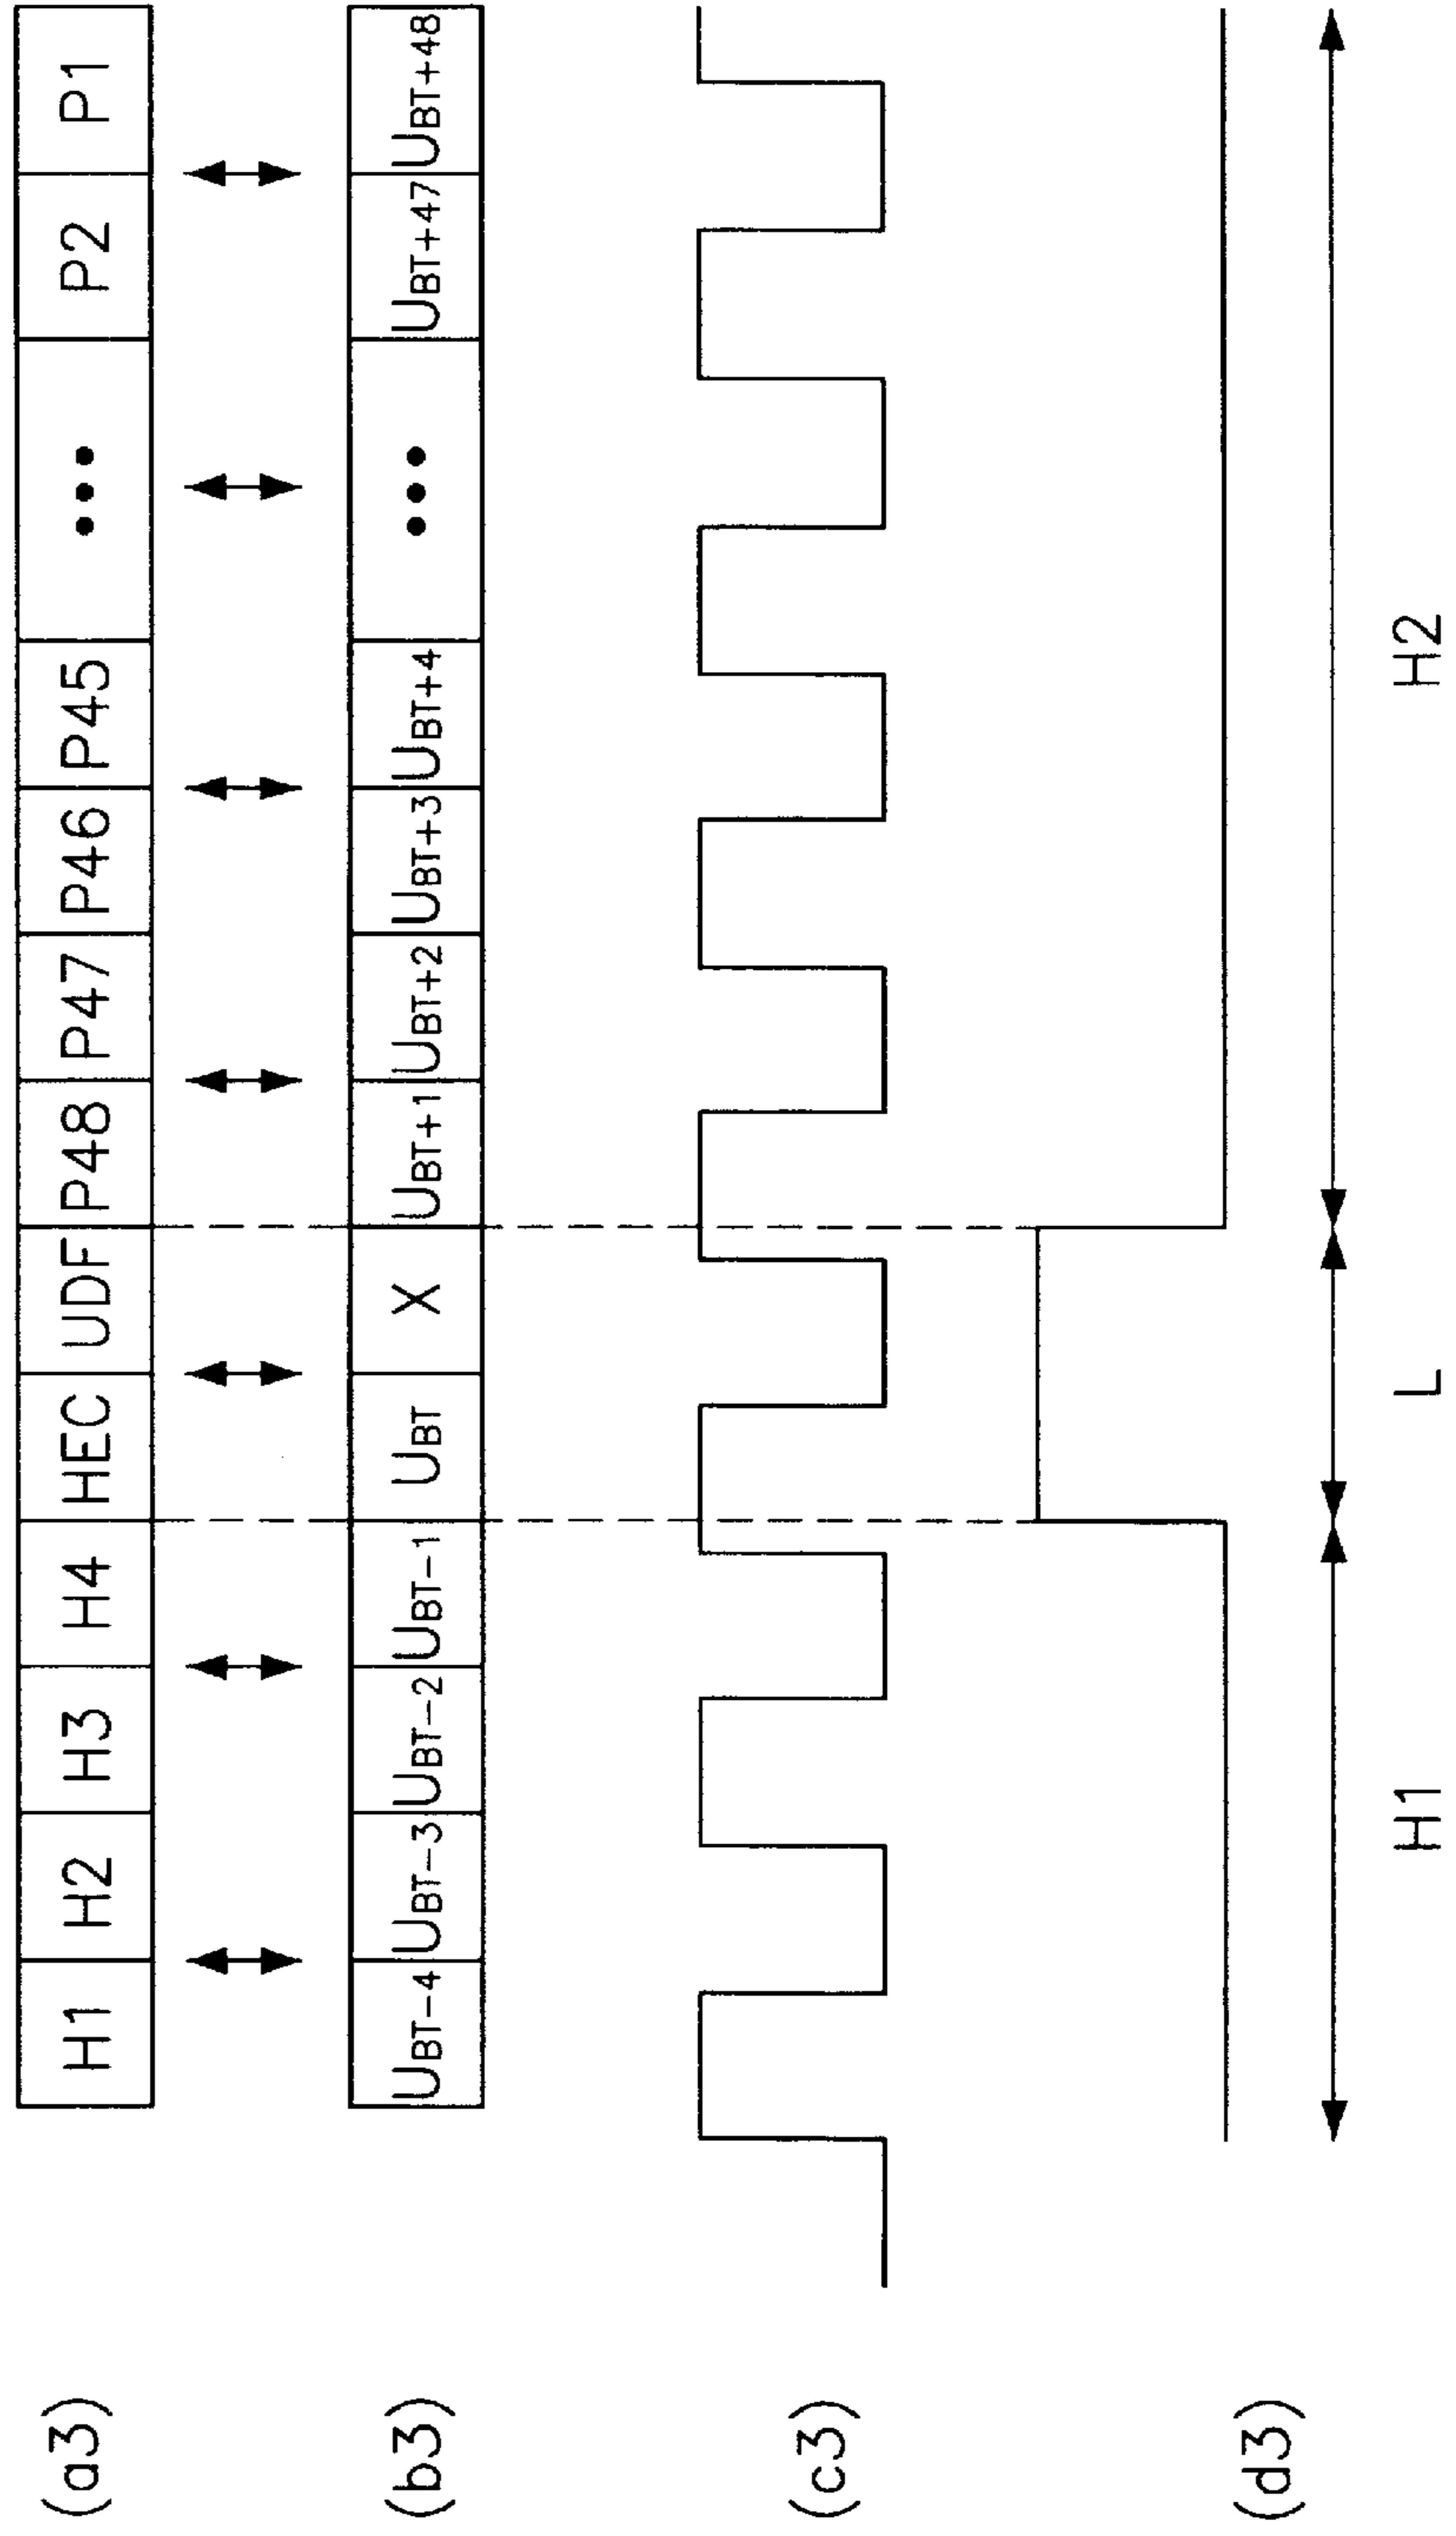 (a3) H1 H2 H3 H4 HEC UDF P48 P47 P46 P45 ••• P2 P1
(b3) UBT-4 UBT-3 UBT-2 UBT-1 UBT X UBT+1 UBT+2 UBT+3 UBT+4 ••• UBT+47 UBT+48
(c3)
(d3)
H1 L H2